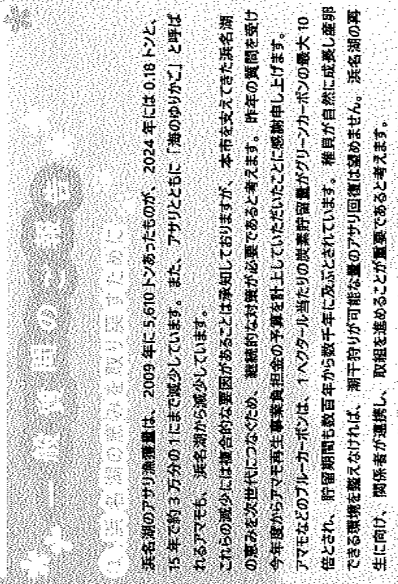 一般質問のご報告
浜名湖の恵みを取り戻すために
浜名湖のアサリ漁獲量は、2009年に5,610トンあったものが、2024年には0.18トンと、
15年で約3万分の1にまで減少しています。また、アサリとともに「海のゆりかご」と呼ば
れるアマモも、浜名湖から減少しています。
これらの減少には複合的な要因があることは承知しておりますが、本市を支えてきた浜名湖
の恵みを次世代につなぐため、継続的な対策が必要であると考えます。昨年の質問を受け
今年度からアマモ再生事業負担金の予算を計上していただいたことに感謝申し上げます。
アマモなどのブルーカーボンは、1ヘクタール当たりの炭素貯留量がグリーンカーボンの最大10
倍とされ、貯留期間も数百年から数千年に及ぶとされています。稚貝が自然に成長し産卵
できる環境を整えなければ、潮干狩りが可能な量のアサリ回復は望めません。浜名湖の再
生に向け、関係者が連携し、取組を進めることが重要であると考えます。